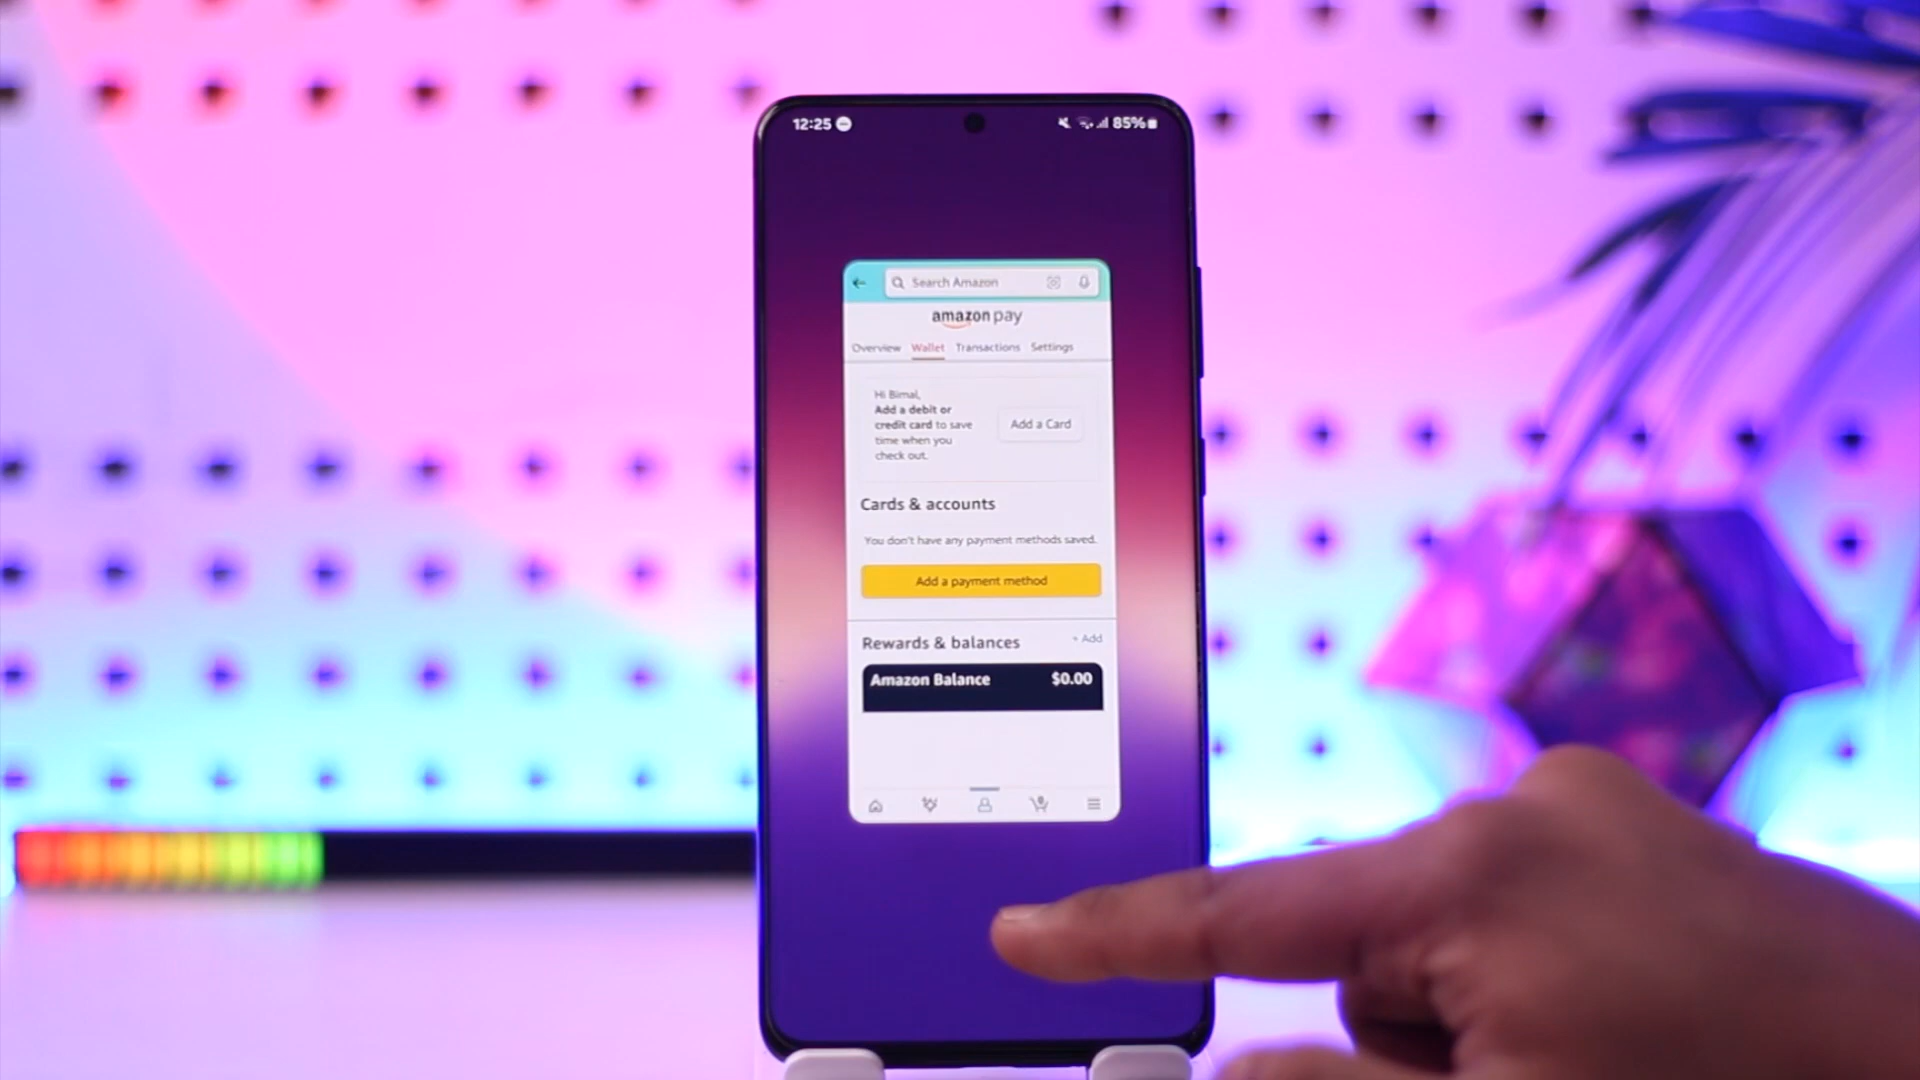 12:25
85%
Search Amazon
amazon pay
Overview Wallet Transactions Settings
Hi Bimal,
Add a debit or
credit card to save
time when you
check out.
Add a Card
Cards & accounts
You don't have any payment methods saved.
Add a payment method
Rewards & balances
+ Add
Amazon Balance
$0.00
0